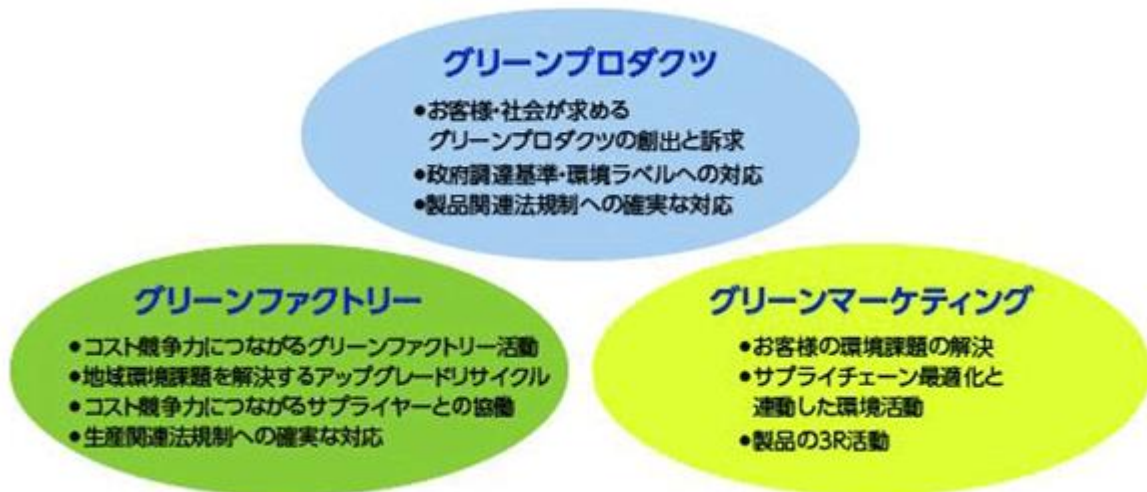 グリーンプロダクツ
●お客様・社会が求める
グリーンプロダクツの創出と訴求
●政府調達基準・環境ラベルへの対応
●製品関連法規制への確実な対応
グリーンファクトリー
●コスト競争力につながるグリーンファクトリー活動
●地域環境課題を解決するアップグレードリサイクル
●コスト競争力につながるサプライヤーとの協働
●生産関連法規制への確実な対応
グリーンマーケティング
●お客様の環境課題の解決
●サプライチェーン最適化と
連動した環境活動
●製品の3R活動